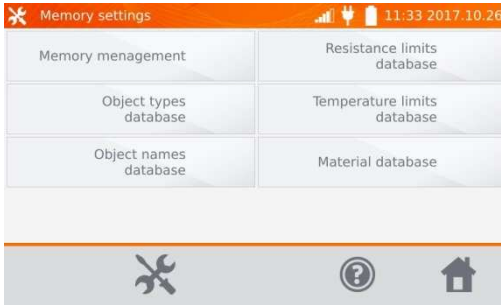 Memory settings 11:33 2017.10.26
Memory menagement
Resistance limits
database
Object types
database
Temperature limits
database
Object names
database
Material database
?